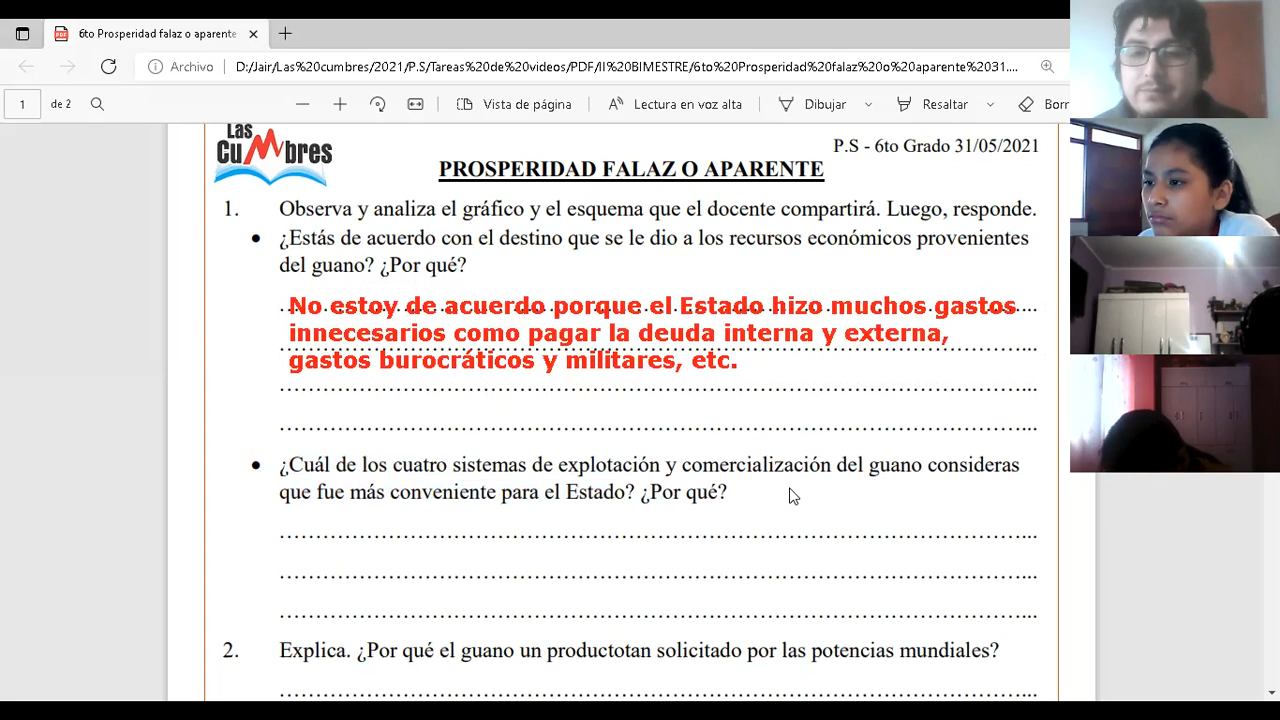 6to Prosperidad falaz o aparente
Archivo
D:/Jair/Las%20cumbres/2021/P.S/Tareas%20de%20videos/PDF/II%20BIMESTRE/6to%20Prosperidad%20falaz%20o%20aparente%2031....
1 de 2
Vista de página
Lectura en voz alta
Dibujar
Resaltar
Borr
Las
Cumbres
P.S - 6to Grado 31/05/2021
PROSPERIDAD FALAZ O APARENTE
1. Observa y analiza el gráfico y el esquema que el docente compartirá. Luego, responde.
• ¿Estás de acuerdo con el destino que se le dio a los recursos económicos provenientes
del guano? ¿Por qué?
No estoy de acuerdo porque el Estado hizo muchos gastos
innecesarios como pagar la deuda interna y externa,
gastos burocráticos y militares, etc.
• ¿Cuál de los cuatro sistemas de explotación y comercialización del guano consideras
que fue más conveniente para el Estado? ¿Por qué?
2. Explica. ¿Por qué el guano un productotan solicitado por las potencias mundiales?